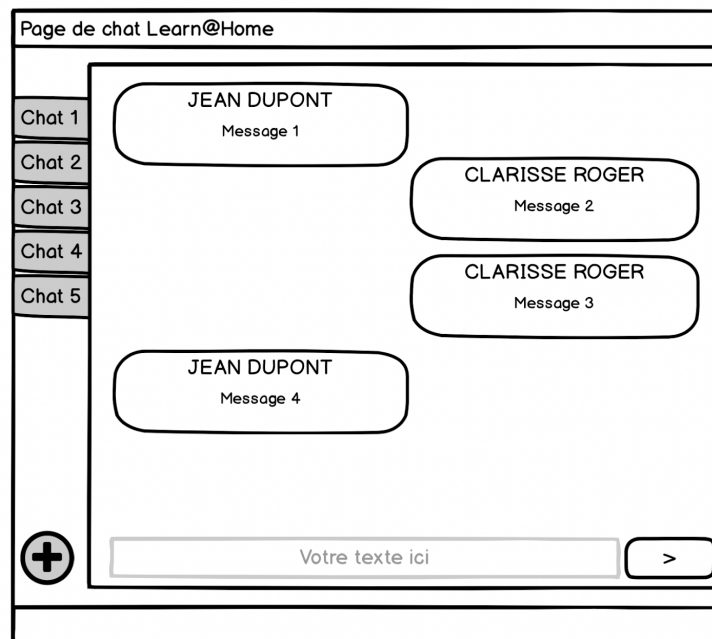 Page de chat Learn@Home
Chat 1
Chat 2
Chat 3
Chat 4
Chat 5
JEAN DUPONT
Message 1
CLARISSE ROGER
Message 2
CLARISSE ROGER
Message 3
JEAN DUPONT
Message 4
Votre texte ici
>